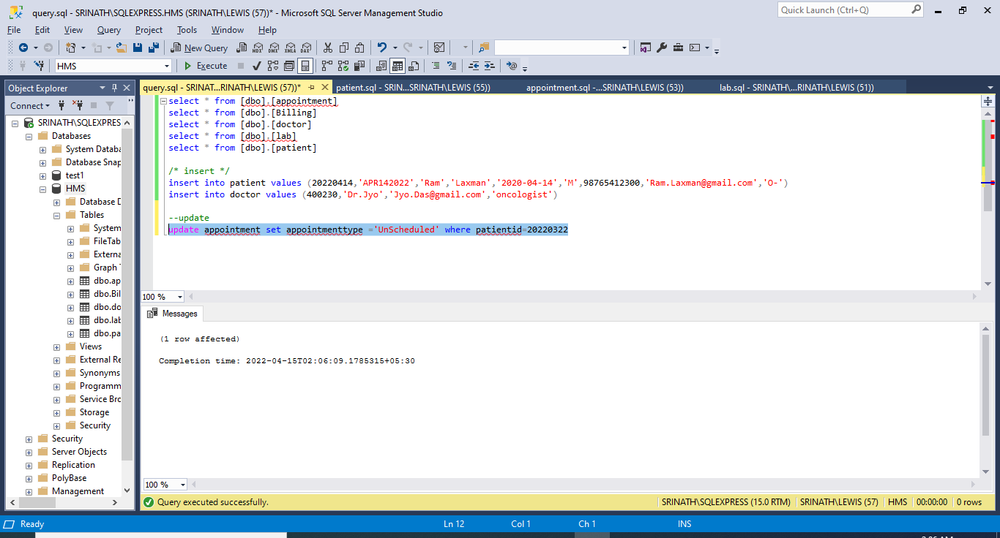 query.sql - SRINATH\SQLEXPRESS.HMS (SRINATH\LEWIS (57))* - Microsoft SQL Server Management Studio
Quick Launch (Ctrl+Q)
File Edit View Query Project Tools Window Help
New Query MDX DMX XMLA DAX
HMS Execute
Object Explorer
query.sql - SRINAT...RINATH\LEWIS (57))* patient.sql - SRIN...SRINATH\LEWIS (55)) appointment.sql -...SRINATH\LEWIS (53)) lab.sql - SRINATH\...RINATH\LEWIS (51))
Connect
SRINATH\SQLEXPRES
Databases
System Databa
Database Snap
test1
HMS
Database D
Tables
System
FileTab
Externa
Graph T
dbo.ap
dbo.Bil
dbo.do
dbo.lab
dbo.pa
Views
External Re
Synonyms
Programm
Service Bro
Storage
Security
Security
Server Objects
Replication
PolyBase
Management
select * from [dbo].[appointment]
select * from [dbo].[Billing]
select * from [dbo].[doctor]
select * from [dbo].[lab]
select * from [dbo].[patient]
/* insert */
insert into patient values (20220414,'APR142022','Ram','Laxman','2020-04-14','M',98765412300,'Ram.Laxman@gmail.com','O-')
insert into doctor values (400230,'Dr.Jyo','Jyo.Das@gmail.com','oncologist')
--update
update appointment set appointmenttype ='UnScheduled' where patientid=20220322
100 %
Messages
(1 row affected)
Completion time: 2022-04-15T02:06:09.1785315+05:30
100 %
Query executed successfully. SRINATH\SQLEXPRESS (15.0 RTM) SRINATH\LEWIS (57) HMS 00:00:00 0 rows
Ready Ln 12 Col 1 Ch 1 INS